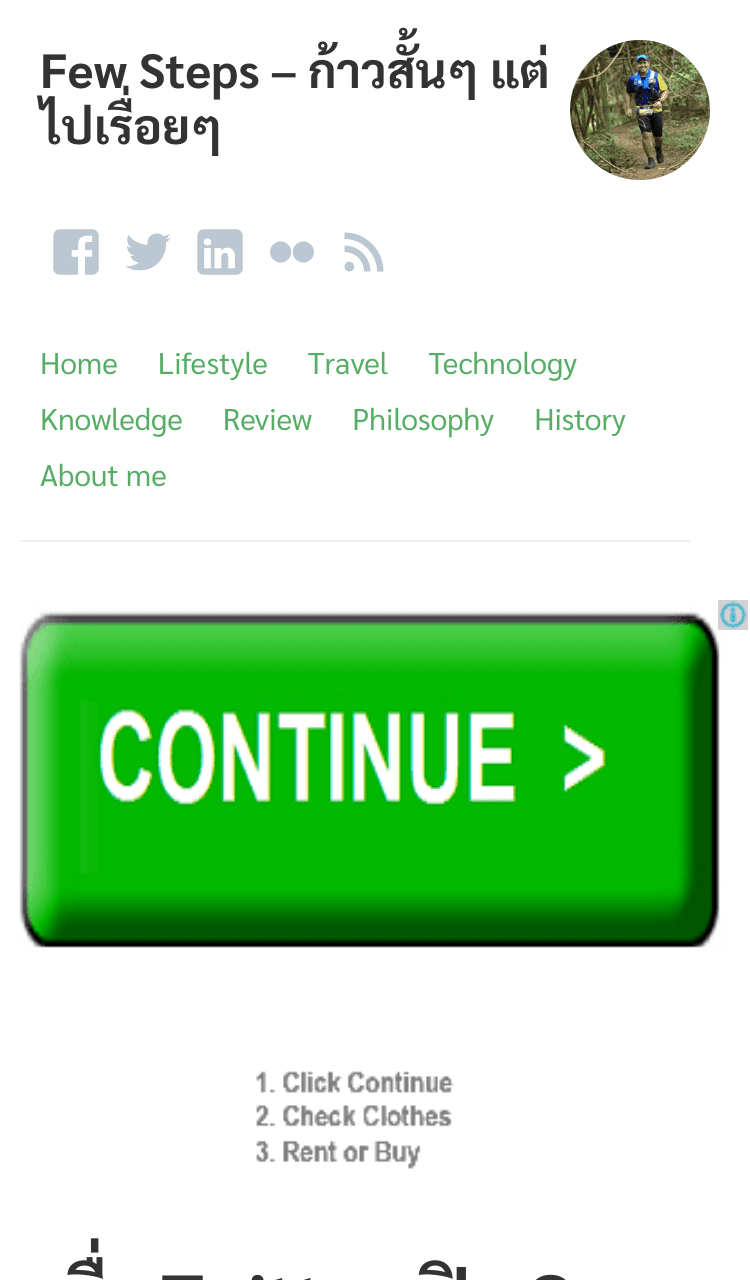 Few Steps – ก้าวสั้นๆ แต่
ไปเรื่อยๆ
Home Lifestyle Travel Technology
Knowledge Review Philosophy History
About me
CONTINUE >
1. Click Continue
2. Check Clothes
3. Rent or Buy